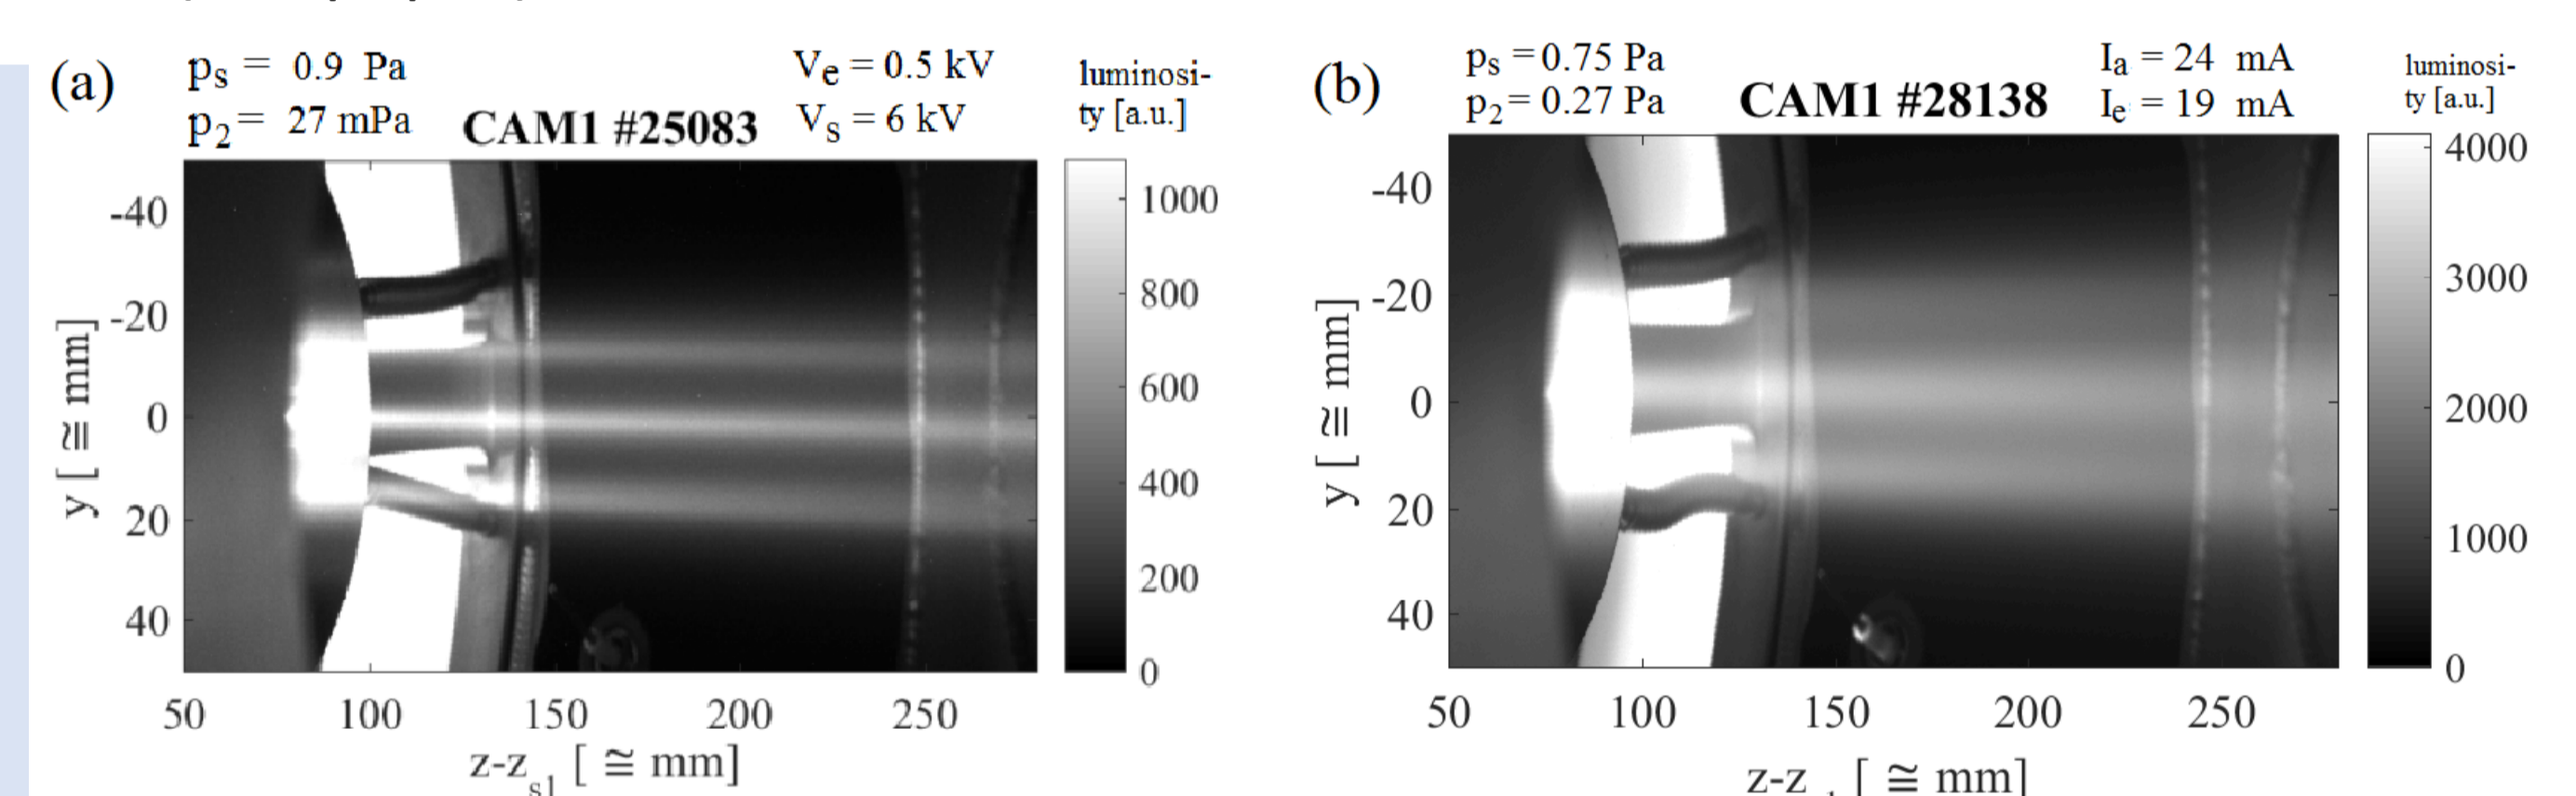 (a)
pₛ = 0.9 Pa
p₂ = 27 mPa
CAM1 #25083
Vₑ = 0.5 kV
Vₛ = 6 kV
luminosi-
ty [a.u.]
-40
-20
0
20
40
y [ ≅ mm]
50 100 150 200 250
z-z_s1 [ ≅ mm]
1000
800
600
400
200
0
(b)
pₛ = 0.75 Pa
p₂ = 0.27 Pa
CAM1 #28138
Iₐ = 24 mA
Iₑ = 19 mA
luminosi-
ty [a.u.]
-40
-20
0
20
40
y [ ≅ mm]
50 100 150 200 250
z-z [ ≅ mm]
4000
3000
2000
1000
0